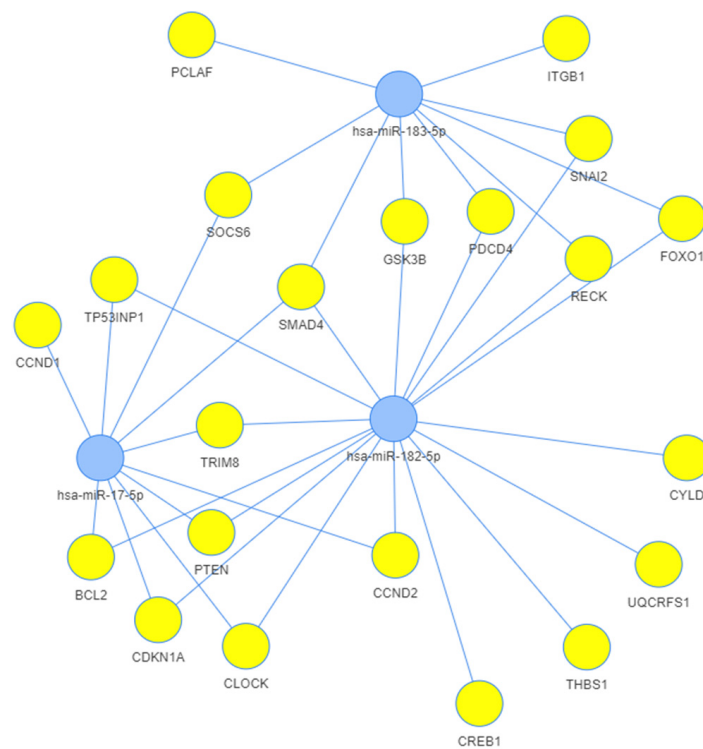 PCLAF
ITGB1
hsa-miR-183-5p
SNAI2
SOCS6
GSK3B
PDCD4
FOXO1
RECK
TP53INP1
SMAD4
CCND1
TRIM8
hsa-miR-182-5p
hsa-miR-17-5p
CYLD
PTEN
BCL2
CCND2
UQCRFS1
CDKN1A
CLOCK
THBS1
CREB1